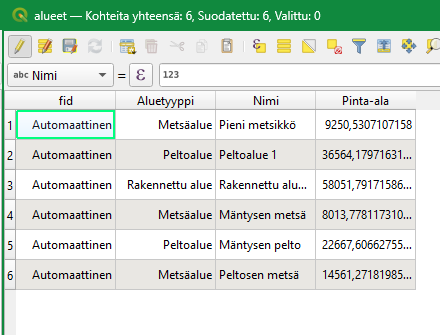 alueet — Kohteita yhteensä: 6, Suodatettu: 6, Valittu: 0
abc Nimi = ε 123
fid Aluetyyppi Nimi Pinta-ala
1 Automaattinen Metsäalue Pieni metsikkö 9250,5307107158
2 Automaattinen Peltoalue Peltoalue 1 36564,17971631...
3 Automaattinen Rakennettu alue Rakennettu alu... 58051,79171586...
4 Automaattinen Metsäalue Mäntysen metsä 8013,778117310...
5 Automaattinen Peltoalue Mäntysen pelto 22667,60662755...
6 Automaattinen Metsäalue Peltosen metsä 14561,27181985...